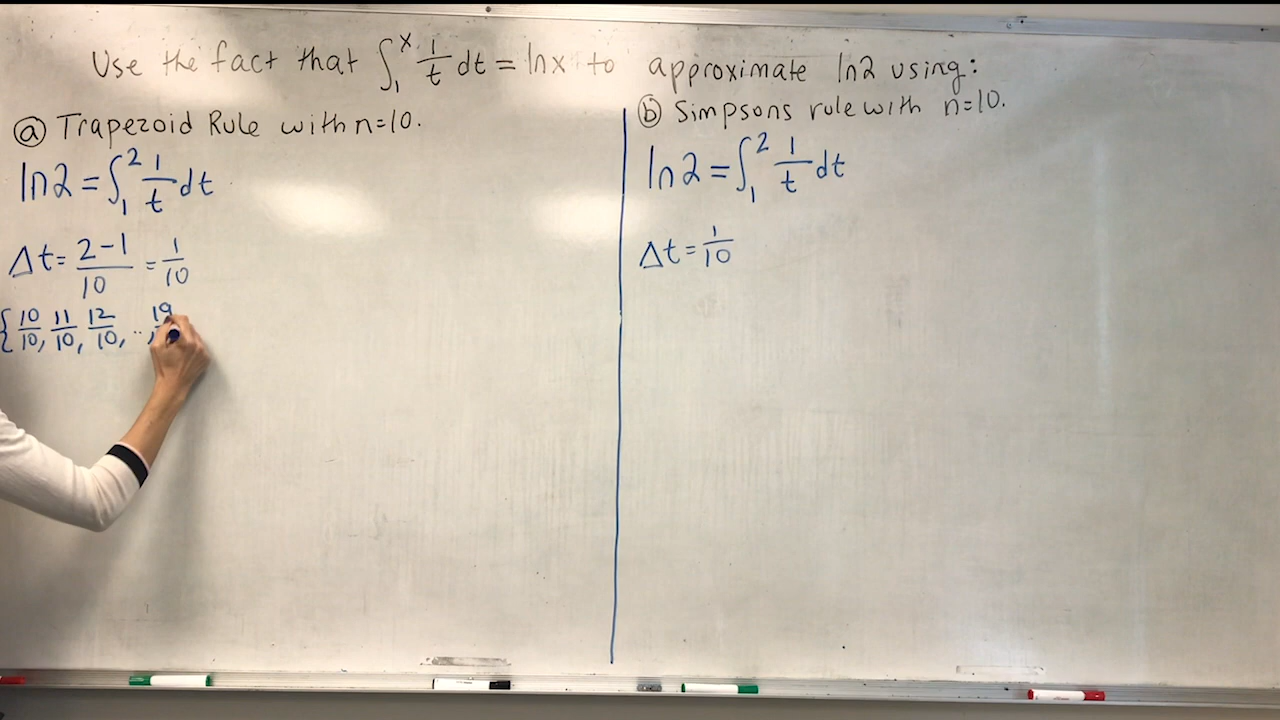 Use the fact that ∫₁ˣ 1/t dt = ln x to approximate ln2 using:
ⓐ Trapezoid Rule with n=10.
ln2 = ∫₁² 1/t dt
Δt = (2-1)/10 = 1/10
{10/10, 11/10, 12/10, .., 19
ⓑ Simpsons rule with n=10.
ln2 = ∫₁² 1/t dt
Δt = 1/10